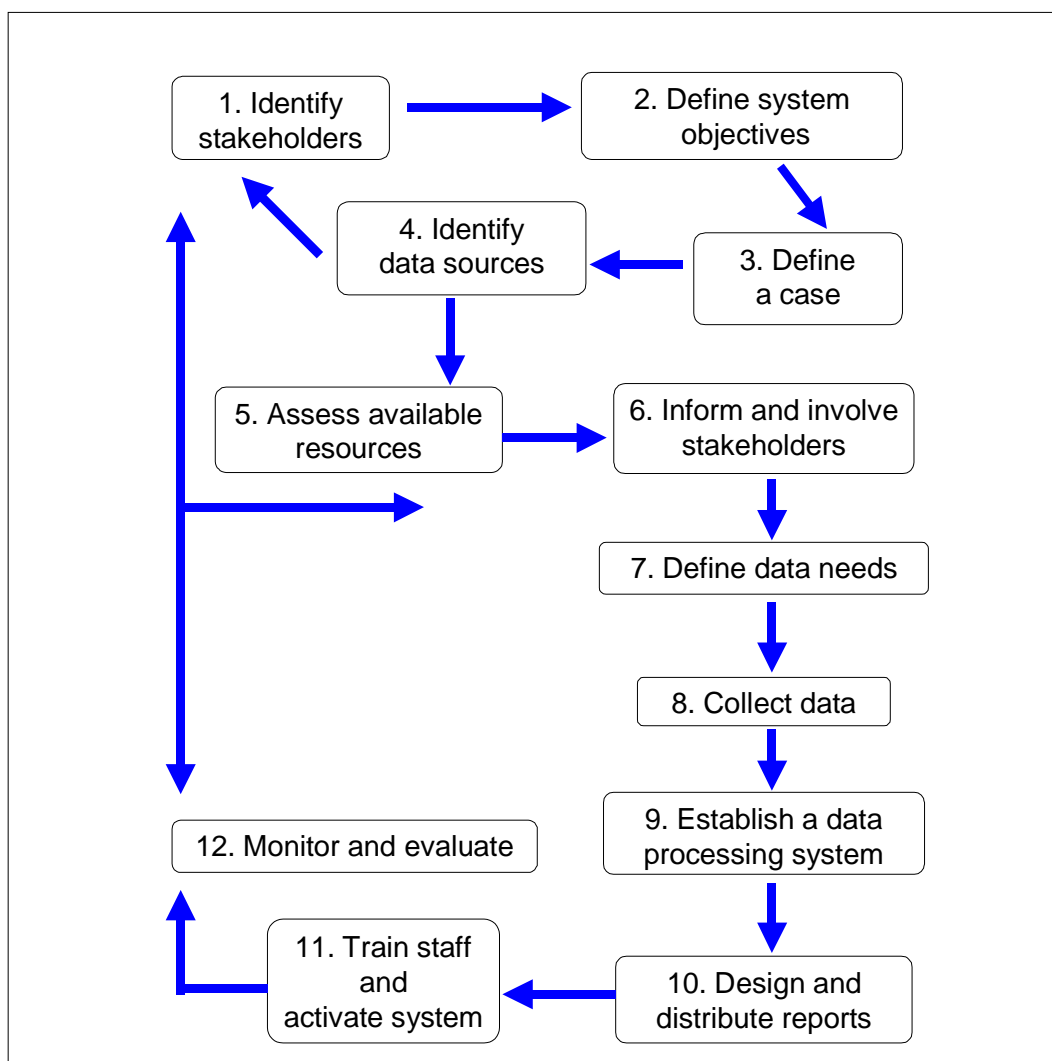 1. Identify
stakeholders
2. Define system
objectives
3. Define
a case
4. Identify
data sources
5. Assess available
resources
6. Inform and involve
stakeholders
7. Define data needs
8. Collect data
9. Establish a data
processing system
10. Design and
distribute reports
11. Train staff
and
activate system
12. Monitor and evaluate